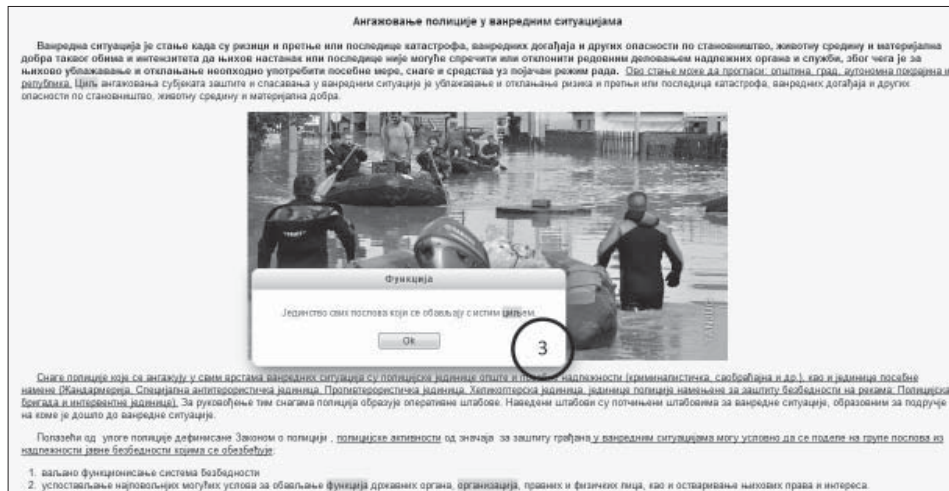 Ангажовање полиције у ванредним ситуацијама
Ванредна ситуација је стање када су ризици и претње или последице катастрофа, ванредних догађаја и других опасности по становништво, животну средину и материјална
добра таквог обима и интензитета да њихов настанак или последице није могуће спречити или отклонити редовним деловањем надлежних органа и служби, због чега је за
њихово ублажавање и отклањање неопходно употребити посебне мере, снаге и средства уз појачан режим рада. Ово стање може да прогласи: општина, град, аутономна покрајина и
република. Циљ ангажовања субјеката заштите и спасавања у ванредним ситуације је ублажавање и отклањање ризика и претњи или последица катастрофа, ванредних догађаја и других
опасности по становништво, животну средину и материјална добра.
Функција
Јединство свих послова који се обављају с истим циљем.
Ok
3
TANJUG
Снаге полиције које се ангажују у свим врстама ванредних ситуација су полицијске јединице опште и надлежности (криминалистичка, саобраћајна и др.), као и јединице посебне
намене (Жандармерија, Специјална антитерористичка јединица, Противтерористичка јединица, Хеликоптерска јединица, јединице полиције намењене за заштиту безбедности на рекама, Полицијска
бригада и интервентне јединице). За руковођење тим снагама полиција образује оперативне штабове. Наведени штабови су потчињени штабовима за ванредне ситуације, образовним за подручје
на коме је дошло до ванредне ситуације.
Полазећи од улоге полиције дефинисане Законом о полицији , полицијске активности од значаја за заштиту грађана у ванредним ситуацијама могу условно да се поделе на групе послова из
надлежности јавне безбедности којима се обезбеђује:
1. ваљано функционисање система безбедности
2. успостављање најповољнијих могућих услова за обављање функција државних органа, организација, правних и физичких лица, као и остваривање њихових права и интереса.